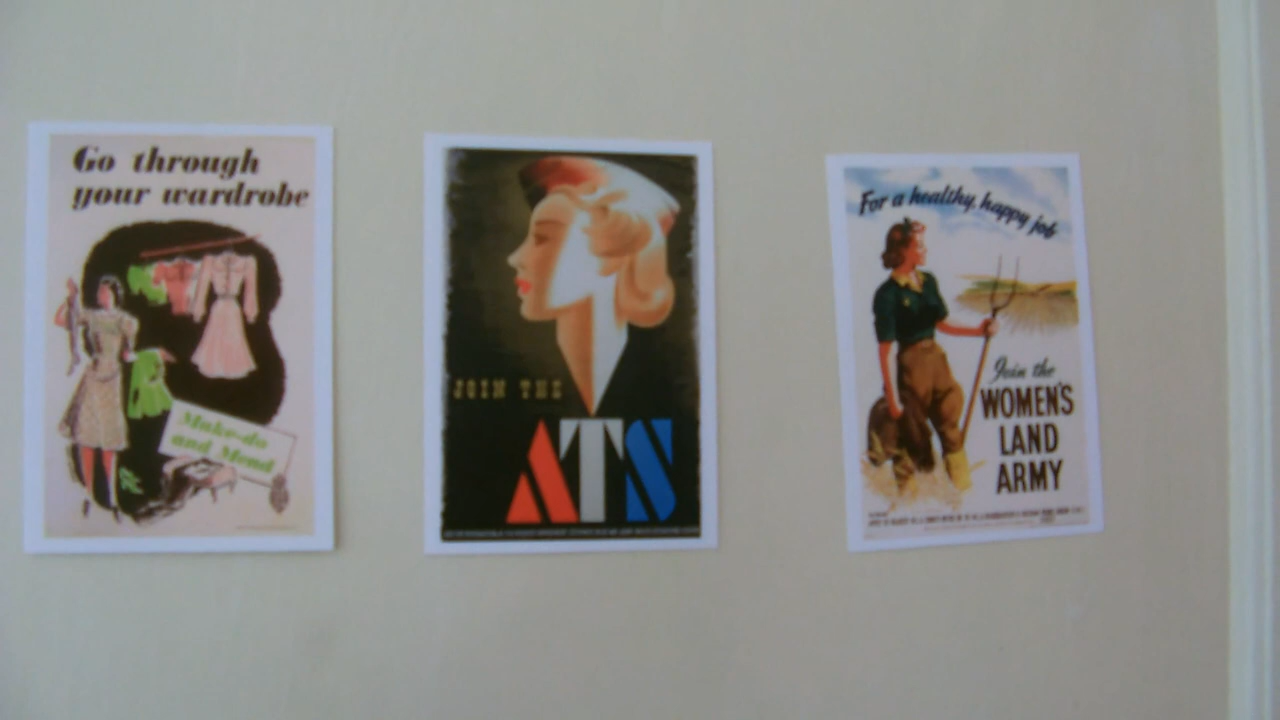 Go through
your wardrobe
Make-do
and Mend
JOIN THE
ATS
For a healthy, happy job
Join the
WOMEN'S
LAND
ARMY